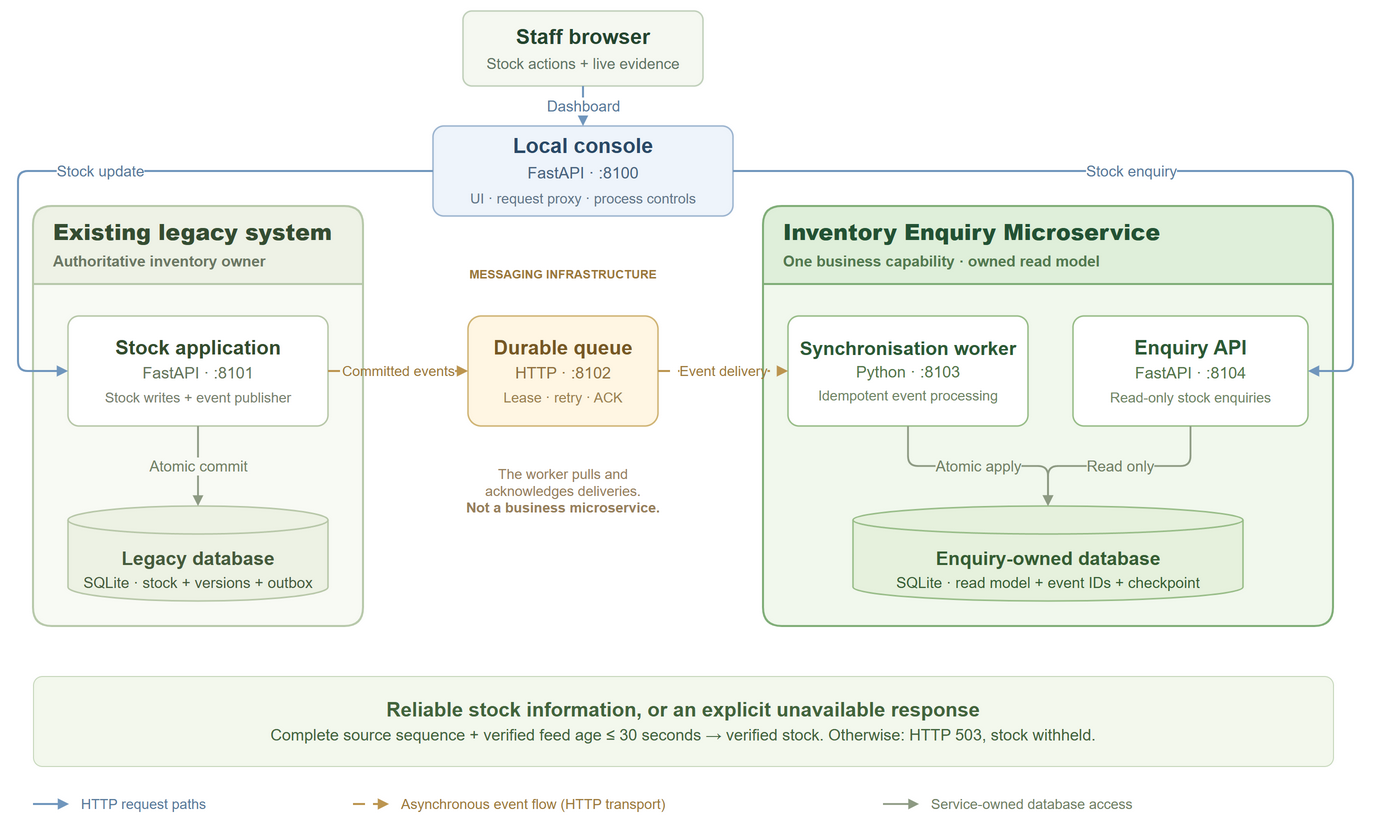 Staff browser
Stock actions + live evidence
Dashboard
Local console
FastAPI · :8100
UI · request proxy · process controls
Stock update
Stock enquiry
Existing legacy system
Authoritative inventory owner
Stock application
FastAPI · :8101
Stock writes + event publisher
Atomic commit
Legacy database
SQLite · stock + versions + outbox
Committed events
MESSAGING INFRASTRUCTURE
Durable queue
HTTP · :8102
Lease · retry · ACK
The worker pulls and
acknowledges deliveries.
Not a business microservice.
Event delivery
Inventory Enquiry Microservice
One business capability · owned read model
Synchronisation worker
Python · :8103
Idempotent event processing
Enquiry API
FastAPI · :8104
Read-only stock enquiries
Atomic apply
Read only
Enquiry-owned database
SQLite · read model + event IDs + checkpoint
Reliable stock information, or an explicit unavailable response
Complete source sequence + verified feed age ≤ 30 seconds → verified stock. Otherwise: HTTP 503, stock withheld.
HTTP request paths
Asynchronous event flow (HTTP transport)
Service-owned database access